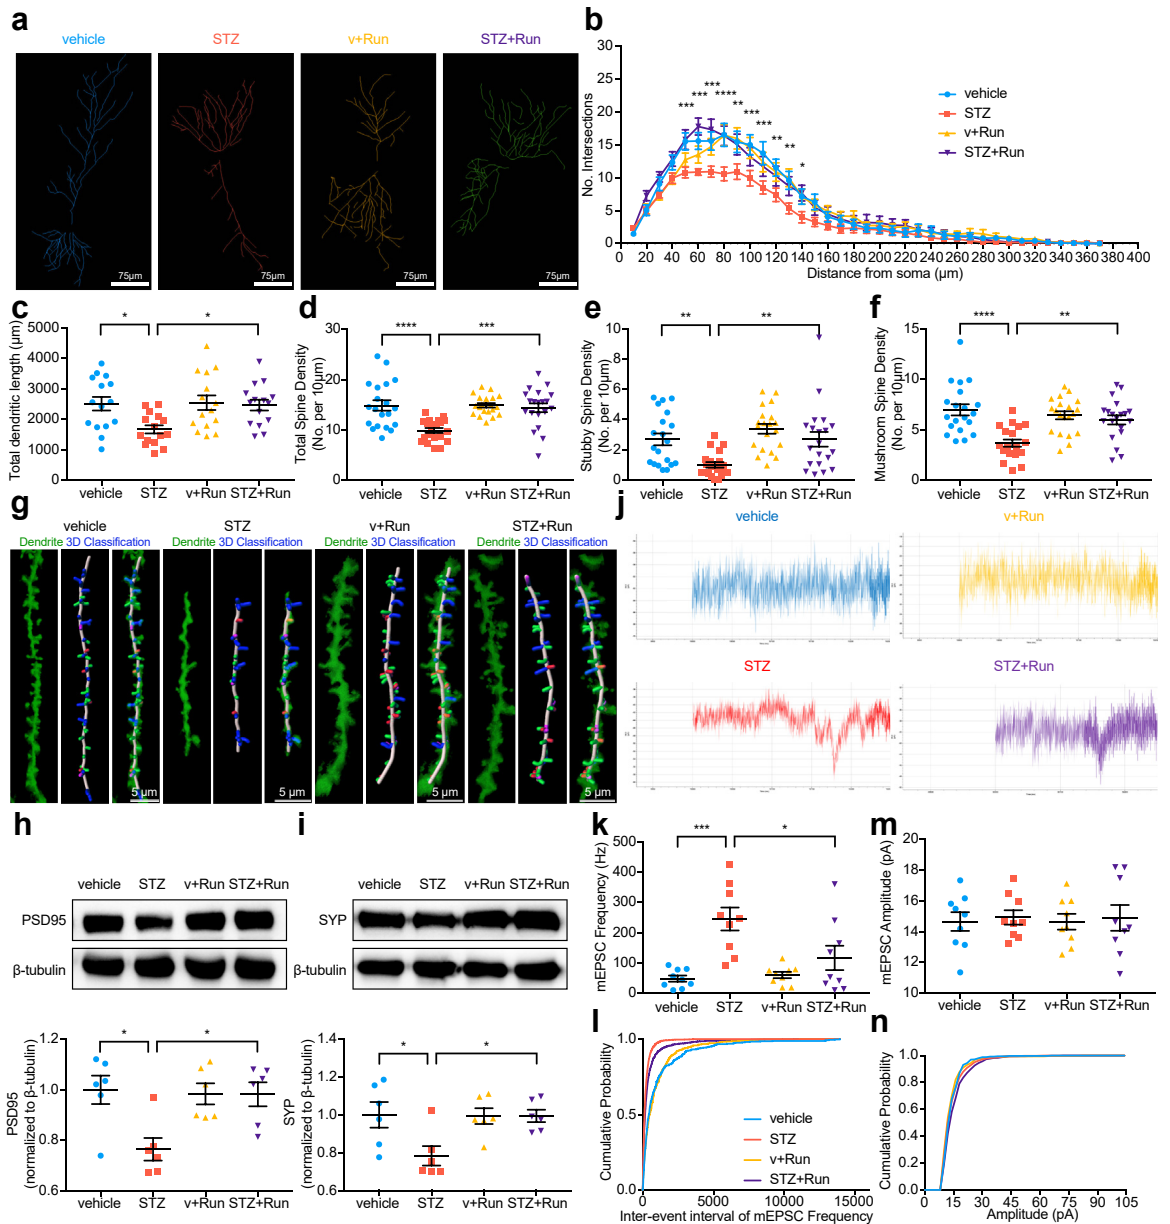 a
vehicle
STZ
v+Run
STZ+Run
75μm
75μm
75μm
75μm
b
No. Intersections
30
25
20
15
10
5
0
***
***
***
****
**
***
***
**
**
*
vehicle
STZ
v+Run
STZ+Run
0 20 40 60 80 100 120 140 160 180 200 220 240 260 280 300 320 340 360 380 400
Distance from soma (μm)
c
Total dendritic length (μm)
5000
4000
3000
2000
1000
0
* *
vehicle STZ v+Run STZ+Run
d
Total Spine Density
(No. per 10μm)
30
20
10
0
**** ***
vehicle STZ v+Run STZ+Run
e
Stubby Spine Density
(No. per 10μm)
10
8
6
4
2
0
** **
vehicle STZ v+Run STZ+Run
f
Mushroom Spine Density
(No. per 10μm)
15
10
5
0
**** **
vehicle STZ v+Run STZ+Run
g
vehicle STZ v+Run STZ+Run
Dendrite 3D Classification Dendrite 3D Classification Dendrite 3D Classification Dendrite 3D Classification
5 μm 5 μm 5 μm 5 μm
j
vehicle
v+Run
STZ
STZ+Run
h
vehicle STZ v+Run STZ+Run
PSD95
β-tubulin
PSD95
(normalized to β-tubulin)
1.2
1.0
0.8
0.6
* *
vehicle STZ v+Run STZ+Run
i
vehicle STZ v+Run STZ+Run
SYP
β-tubulin
SYP
(normalized to β-tubulin)
1.4
1.2
1.0
0.8
0.6
* *
vehicle STZ v+Run STZ+Run
k
mEPSC Frequency (Hz)
500
400
300
200
100
0
*** *
vehicle STZ v+Run STZ+Run
m
mEPSC Amplitude (pA)
20
18
16
14
12
10
vehicle STZ v+Run STZ+Run
l
Cumulative Probability
1.0
0.5
0.0
vehicle
STZ
v+Run
STZ+Run
0 5000 10000 15000
Inter-event interval of mEPSC Frequency
n
Cumulative Probability
1.0
0.8
0.6
0.4
0.2
0.0
0 15 30 45 60 75 90 105
Amplitude (pA)